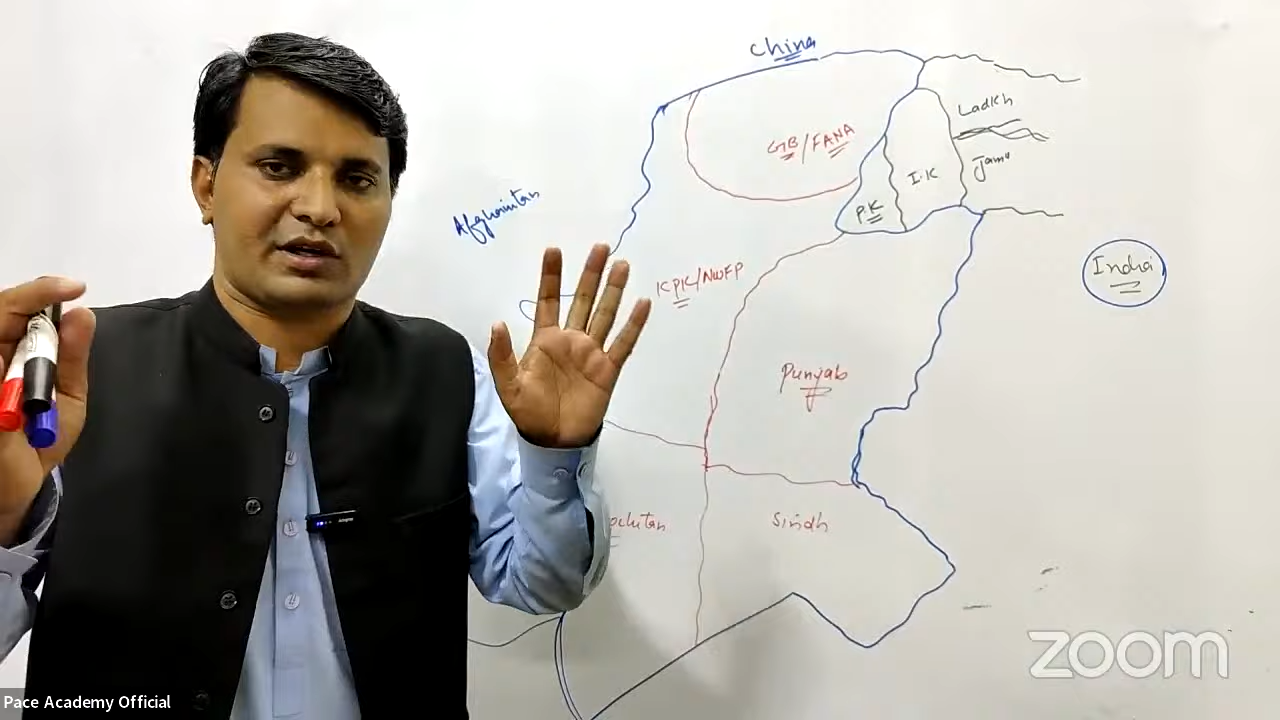 China
Ladkh
GB/FANA
Jamu
I.K
Afghanistan
P.K
India
KPK/NWFP
Punjab
Sindh
zoom
Pace Academy Official